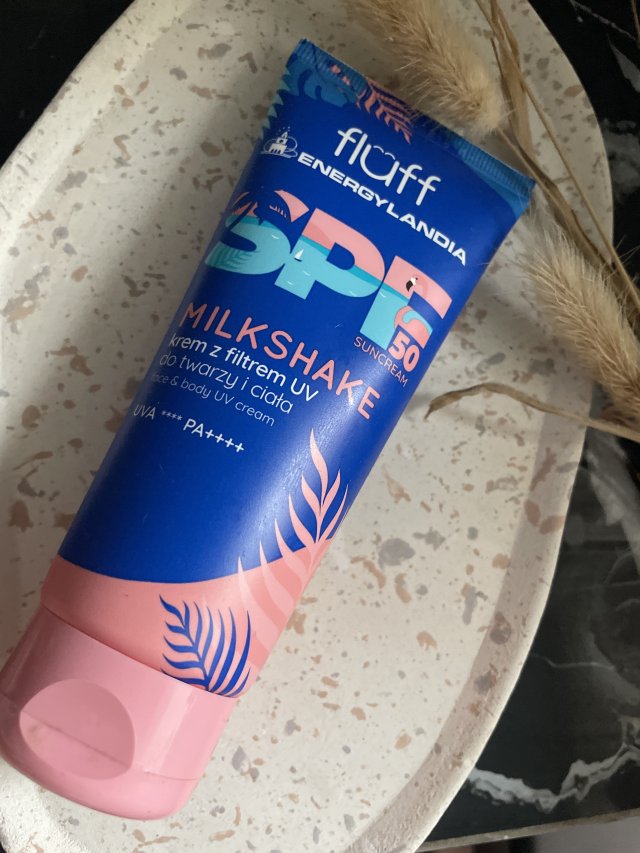 flüff
ENERGYLANDIA
SPF
50
SUNCREAM
MILKSHAKE
krem z filtrem UV
do twarzy i ciała
face & body UV cream
UVA **** PA++++